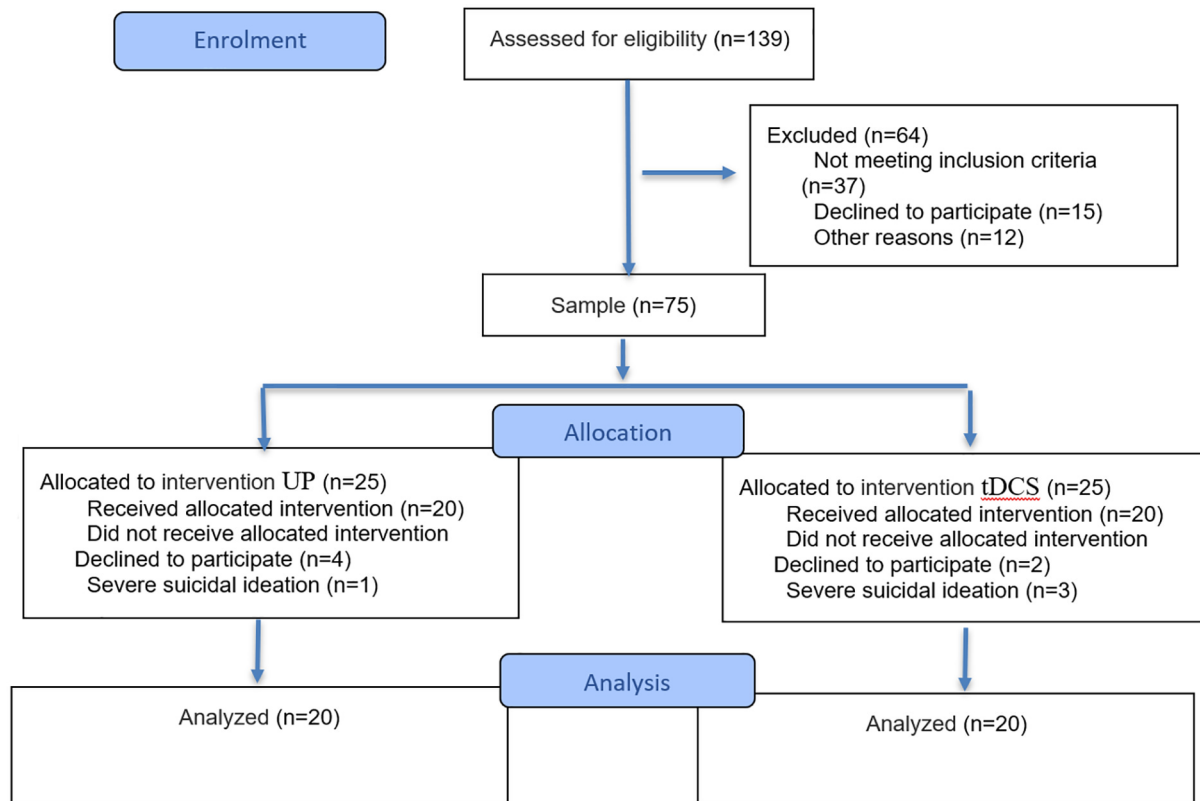 Enrolment
Assessed for eligibility (n=139)
Excluded (n=64)
Not meeting inclusion criteria
(n=37)
Declined to participate (n=15)
Other reasons (n=12)
Sample (n=75)
Allocation
Allocated to intervention UP (n=25)
Received allocated intervention (n=20)
Did not receive allocated intervention
Declined to participate (n=4)
Severe suicidal ideation (n=1)
Allocated to intervention tDCS (n=25)
Received allocated intervention (n=20)
Did not receive allocated intervention
Declined to participate (n=2)
Severe suicidal ideation (n=3)
Analysis
Analyzed (n=20)
Analyzed (n=20)